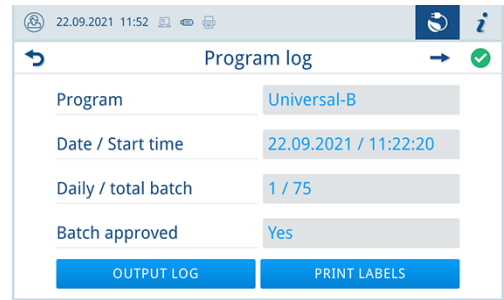 22.09.2021 11:52
i
Program log
Program Universal-B
Date / Start time 22.09.2021 / 11:22:20
Daily / total batch 1 / 75
Batch approved Yes
OUTPUT LOG PRINT LABELS